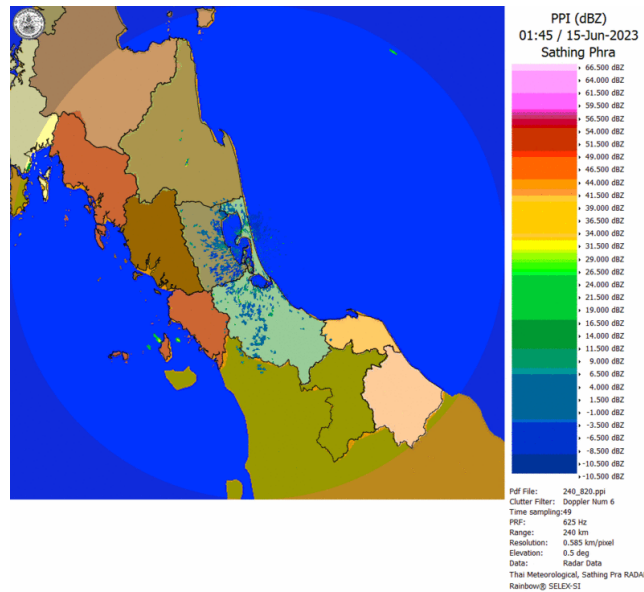 PPI (dBZ)
01:45 / 15-Jun-2023
Sathing Phra
66.500 dBZ
64.000 dBZ
61.500 dBZ
59.500 dBZ
56.500 dBZ
54.000 dBZ
51.500 dBZ
49.000 dBZ
46.500 dBZ
44.000 dBZ
41.500 dBZ
39.000 dBZ
36.500 dBZ
34.000 dBZ
31.500 dBZ
29.000 dBZ
26.500 dBZ
24.000 dBZ
21.500 dBZ
19.000 dBZ
16.500 dBZ
14.000 dBZ
11.500 dBZ
9.000 dBZ
6.500 dBZ
4.000 dBZ
1.500 dBZ
-1.000 dBZ
-3.500 dBZ
-6.500 dBZ
-8.500 dBZ
-10.500 dBZ
-10.500 dBZ
Pdf File: 240_820.ppi
Clutter Filter: Doppler Num 6
Time sampling:49
PRF: 625 Hz
Range: 240 km
Resolution: 0.585 km/pixel
Elevation: 0.5 deg
Data: Radar Data
Thai Meteorological, Sathing Pra RADA
Rainbow® SELEX-SI